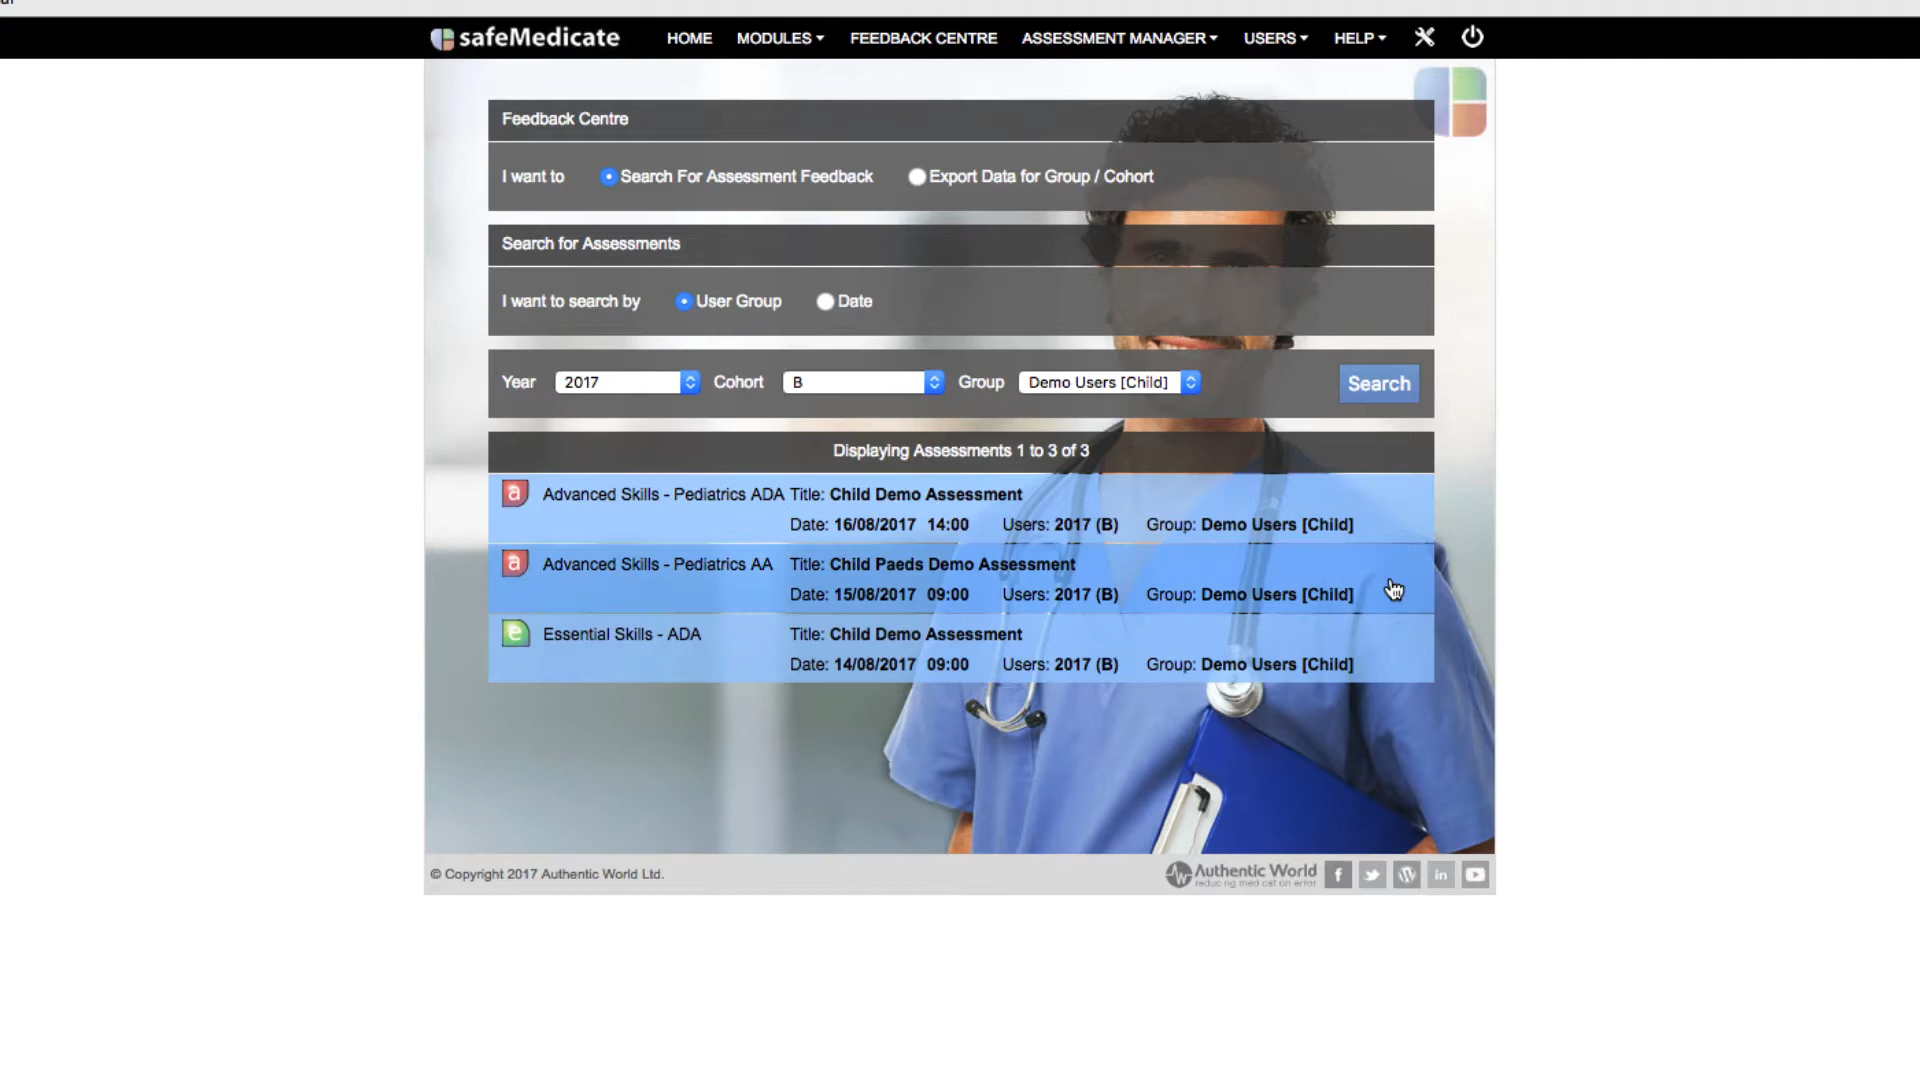 safeMedicate HOME MODULES FEEDBACK CENTRE ASSESSMENT MANAGER USERS HELP
Feedback Centre
I want to Search For Assessment Feedback Export Data for Group / Cohort
Search for Assessments
I want to search by User Group Date
Year 2017 Cohort B Group Demo Users [Child] Search
Displaying Assessments 1 to 3 of 3
a Advanced Skills - Pediatrics ADA Title: Child Demo Assessment
Date: 16/08/2017 14:00 Users: 2017 (B) Group: Demo Users [Child]
a Advanced Skills - Pediatrics AA Title: Child Paeds Demo Assessment
Date: 15/08/2017 09:00 Users: 2017 (B) Group: Demo Users [Child]
e Essential Skills - ADA Title: Child Demo Assessment
Date: 14/08/2017 09:00 Users: 2017 (B) Group: Demo Users [Child]
© Copyright 2017 Authentic World Ltd. Authentic World f in
reducing medication error